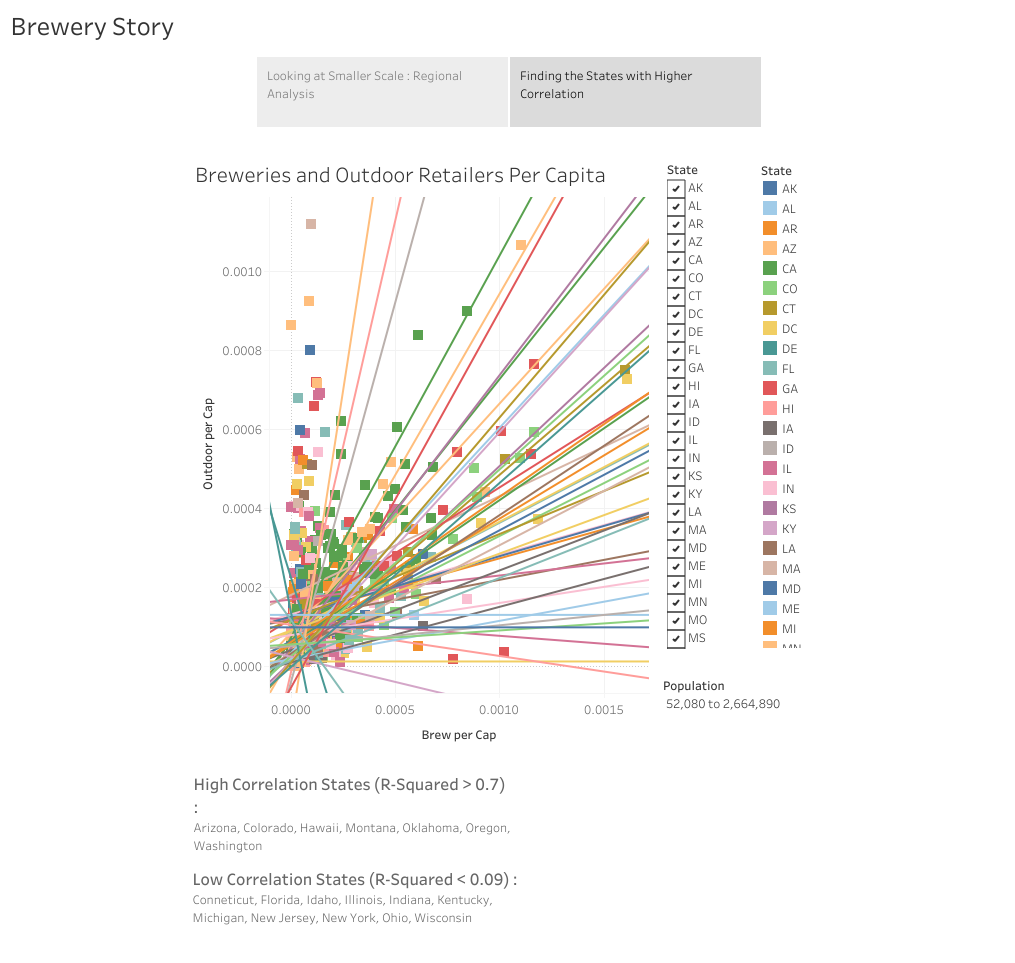 Brewery Story
Looking at Smaller Scale : Regional
Analysis
Finding the States with Higher
Correlation
Breweries and Outdoor Retailers Per Capita
0.0010
0.0008
0.0006
0.0004
0.0002
0.0000
Outdoor per Cap
0.0000 0.0005 0.0010 0.0015
Brew per Cap
State
AK
AL
AR
AZ
CA
CO
CT
DC
DE
FL
GA
HI
IA
ID
IL
IN
KS
KY
LA
MA
MD
ME
MI
MN
MO
MS
State
AK
AL
AR
AZ
CA
CO
CT
DC
DE
FL
GA
HI
IA
ID
IL
IN
KS
KY
LA
MA
MD
ME
MI
MN
Population
52,080 to 2,664,890
High Correlation States (R-Squared > 0.7)
:
Arizona, Colorado, Hawaii, Montana, Oklahoma, Oregon,
Washington
Low Correlation States (R-Squared < 0.09) :
Conneticut, Florida, Idaho, Illinois, Indiana, Kentucky,
Michigan, New Jersey, New York, Ohio, Wisconsin